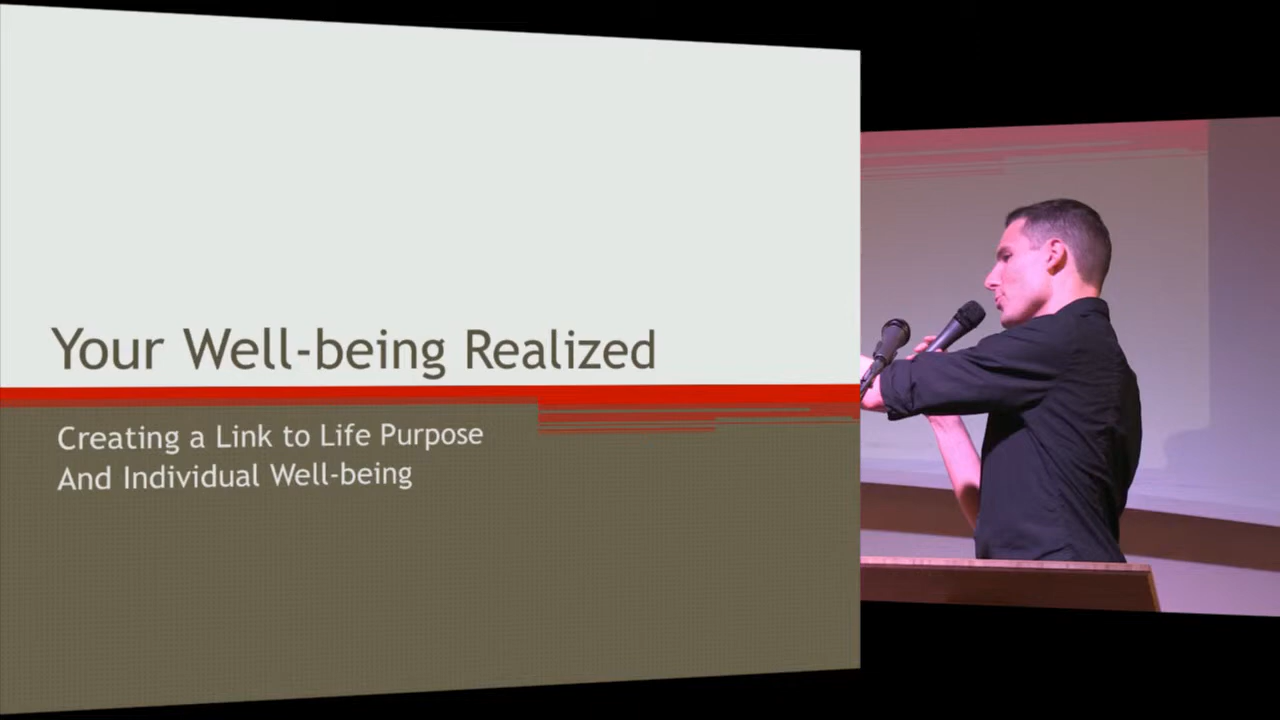 Your Well-being Realized
Creating a Link to Life Purpose
And Individual Well-being